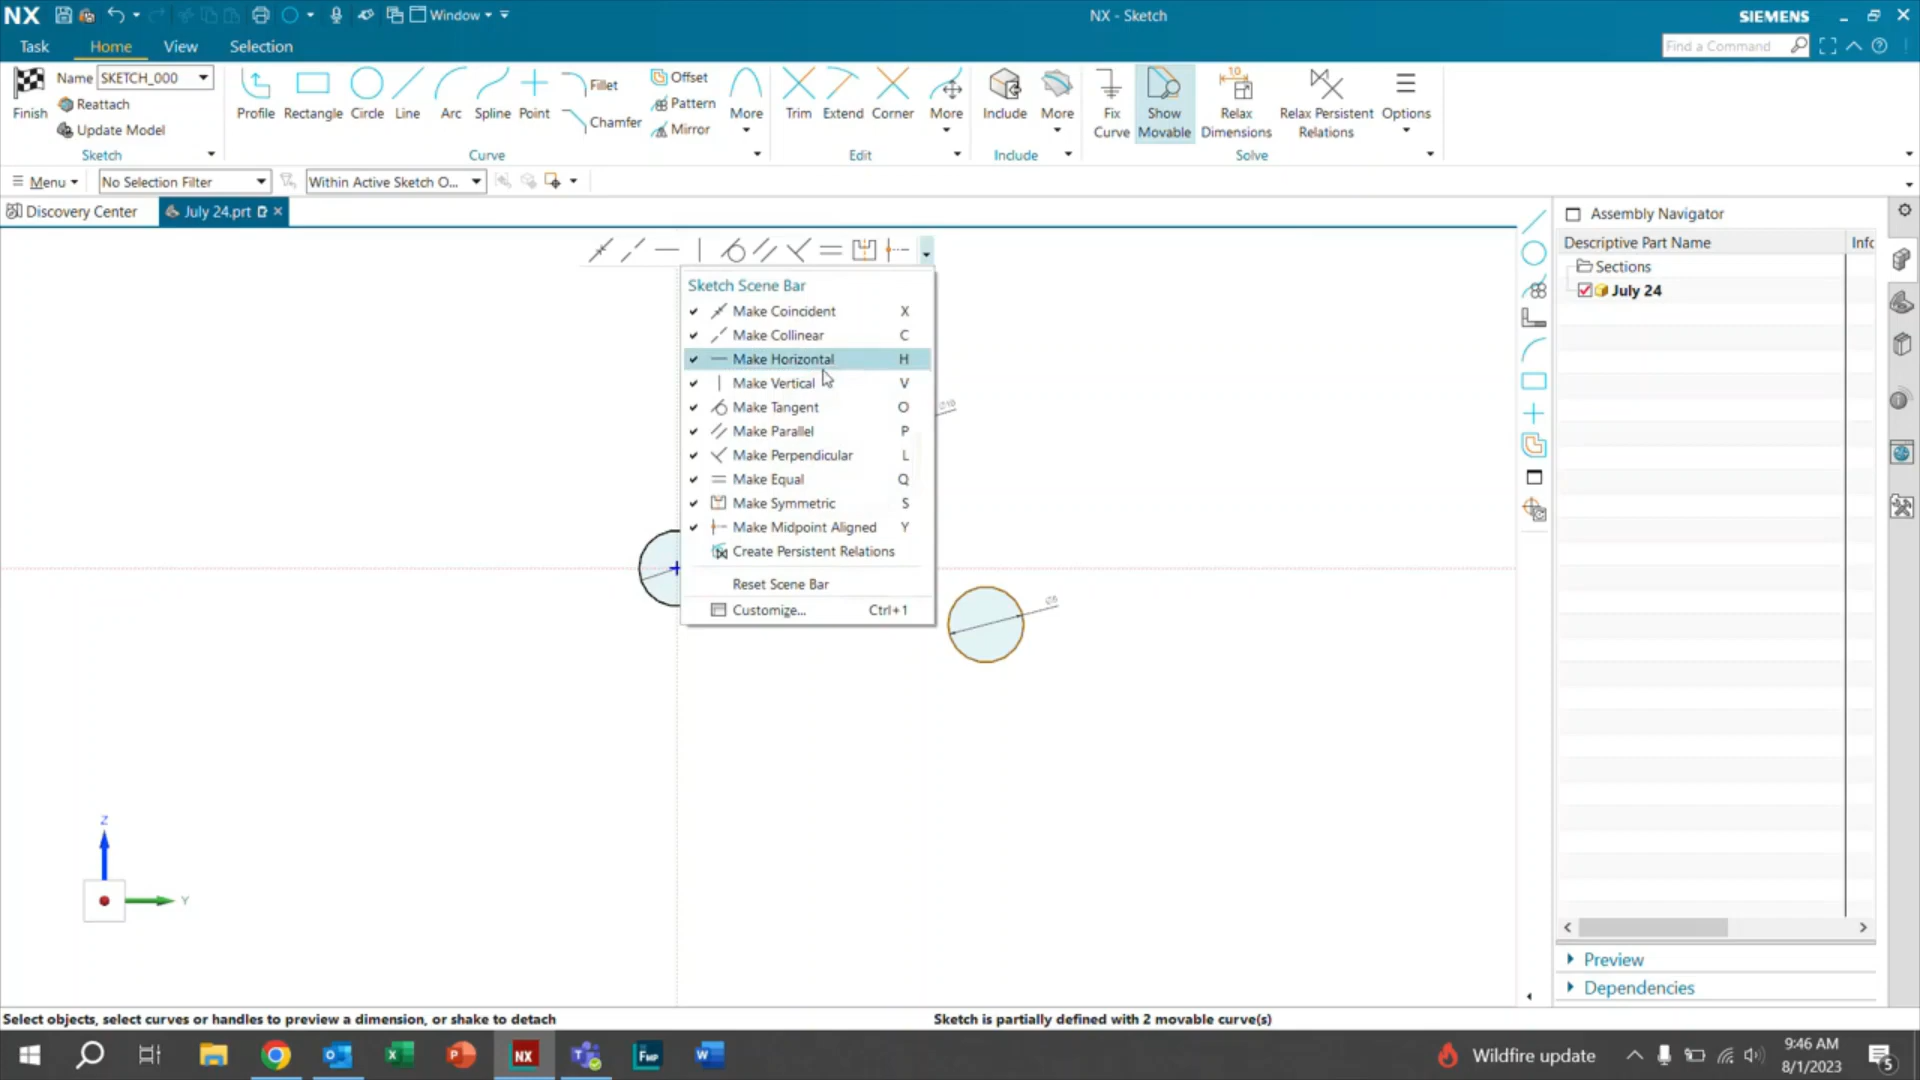 NX
Window
NX - Sketch
SIEMENS
Task
Home
View
Selection
Find a Command
Name SKETCH_000
Finish
Reattach
Update Model
Sketch
Profile
Rectangle
Circle
Line
Arc
Spline
Point
Fillet
Chamfer
Offset
Pattern
Mirror
More
Curve
Trim
Extend
Corner
More
Edit
Include
More
Include
Fix Curve
Show Movable
Relax Dimensions
Relax Persistent Relations
Options
Solve
Menu
No Selection Filter
Within Active Sketch O...
Discovery Center
July 24.prt
Assembly Navigator
Descriptive Part Name
Info
Sections
July 24
Sketch Scene Bar
Make Coincident X
Make Collinear C
Make Horizontal H
Make Vertical V
Make Tangent O
Make Parallel P
Make Perpendicular L
Make Equal Q
Make Symmetric S
Make Midpoint Aligned Y
Create Persistent Relations
Reset Scene Bar
Customize... Ctrl+1
Z
Y
Preview
Dependencies
Select objects, select curves or handles to preview a dimension, or shake to detach
Sketch is partially defined with 2 movable curve(s)
NX
FMP
Wildfire update
9:46 AM
8/1/2023
5